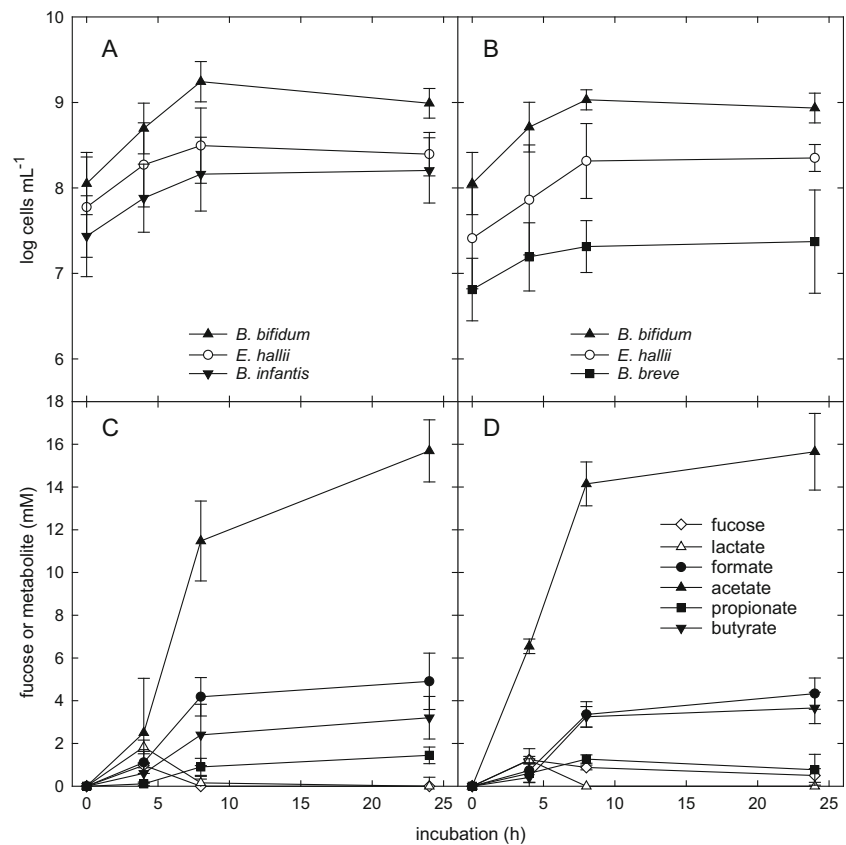 10
9
8
7
6
log cells mL-1
A
B. bifidum
E. hallii
B. infantis
B
B. bifidum
E. hallii
B. breve
18
16
14
12
10
8
6
4
2
0
fucose or metabolite (mM)
C
D
fucose
lactate
formate
acetate
propionate
butyrate
0 5 10 15 20 25 0 5 10 15 20 25
incubation (h)